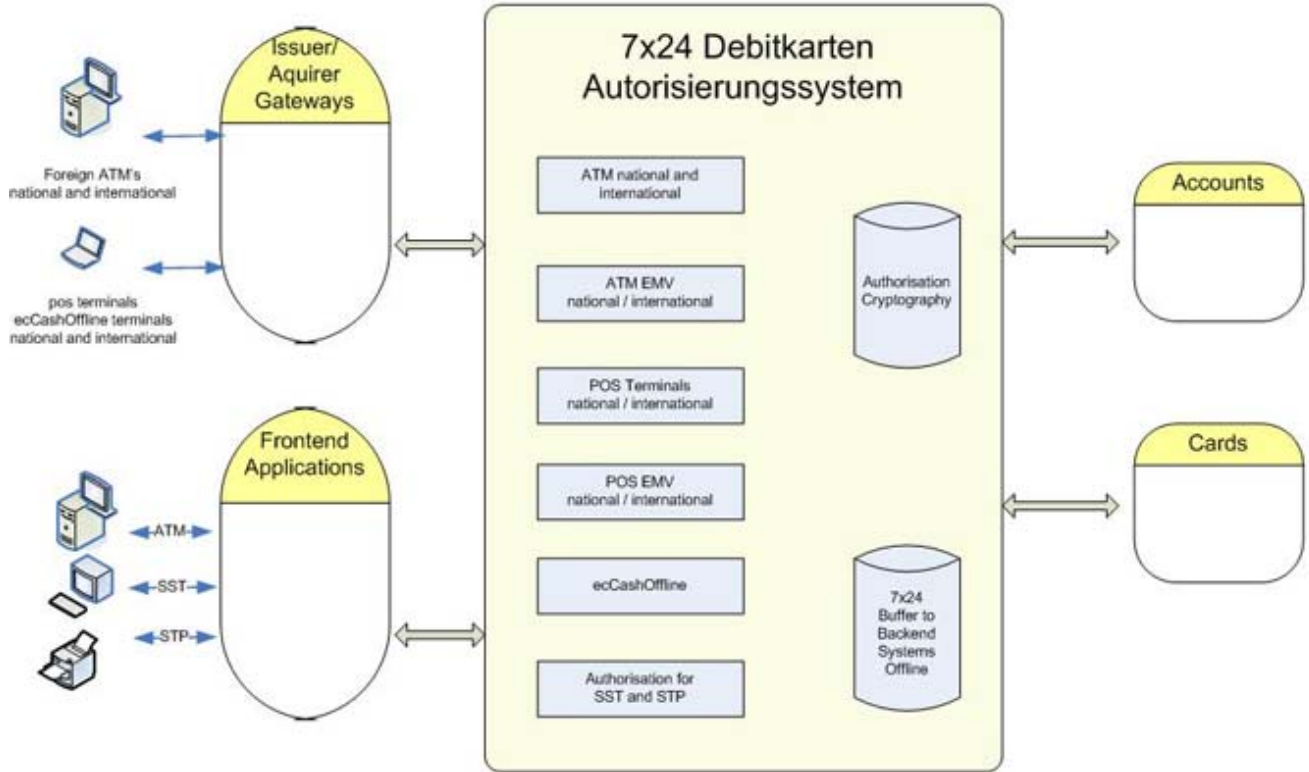 Issuer/
Aquirer
Gateways
Foreign ATM's
national and international
pos terminals
ecCashOffline terminals
national and international
Frontend
Applications
ATM
SST
STP
7x24 Debitkarten
Autorisierungssystem
ATM national and
international
ATM EMV
national / international
POS Terminals
national / international
POS EMV
national / international
ecCashOffline
Authorisation for
SST and STP
Authorisation
Cryptography
7x24
Buffer to
Backend
Systems
Offline
Accounts
Cards